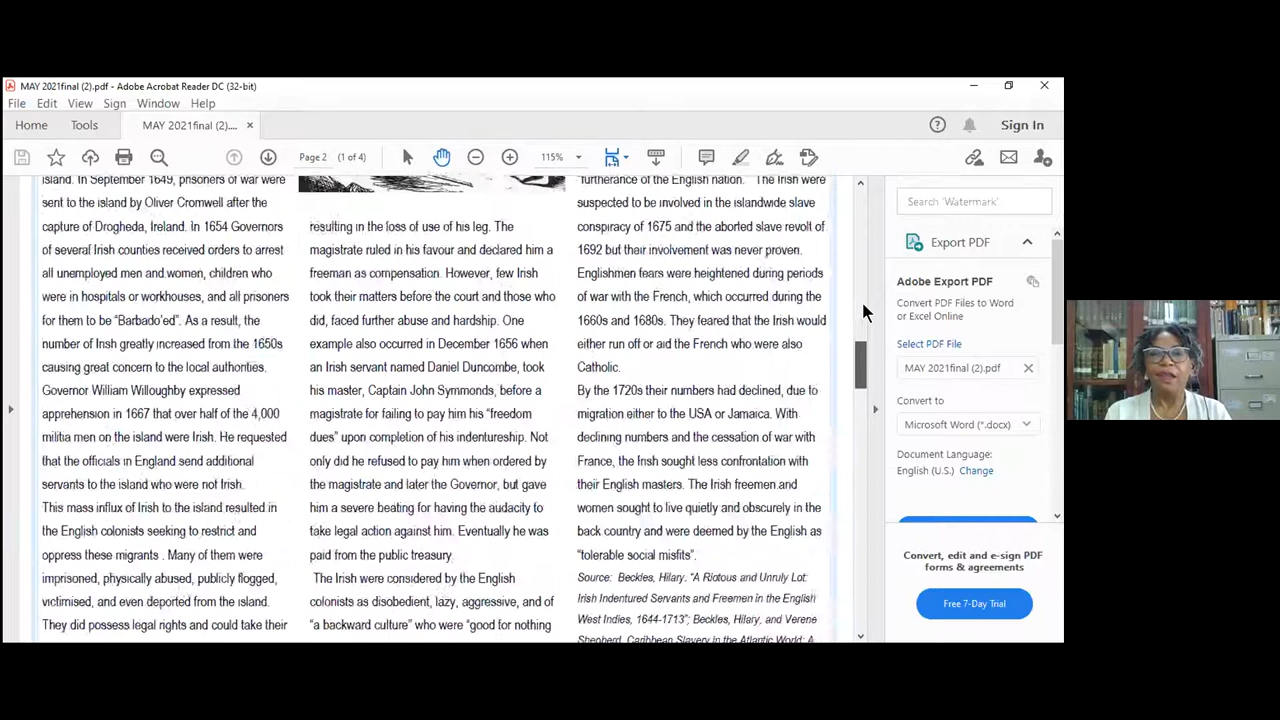 MAY 2021final (2).pdf - Adobe Acrobat Reader DC (32-bit)
File Edit View Sign Window Help
Home Tools MAY 2021final (2).... × Sign In
Page 2 (1 of 4) 115%
island. In September 1649, prisoners of war were
sent to the island by Oliver Cromwell after the
capture of Drogheda, Ireland. In 1654 Governors
of several Irish counties received orders to arrest
all unemployed men and women, children who
were in hospitals or workhouses, and all prisoners
for them to be “Barbado'ed”. As a result, the
number of Irish greatly increased from the 1650s
causing great concern to the local authorities.
Governor William Willoughby expressed
apprehension in 1667 that over half of the 4,000
militia men on the island were Irish. He requested
that the officials in England send additional
servants to the island who were not Irish.
This mass influx of Irish to the island resulted in
the English colonists seeking to restrict and
oppress these migrants . Many of them were
imprisoned, physically abused, publicly flogged,
victimised, and even deported from the island.
They did possess legal rights and could take their
resulting in the loss of use of his leg. The
magistrate ruled in his favour and declared him a
freeman as compensation. However, few Irish
took their matters before the court and those who
did, faced further abuse and hardship. One
example also occurred in December 1656 when
an Irish servant named Daniel Duncombe, took
his master, Captain John Symmonds, before a
magistrate for failing to pay him his “freedom
dues” upon completion of his indentureship. Not
only did he refused to pay him when ordered by
the magistrate and later the Governor, but gave
him a severe beating for having the audacity to
take legal action against him. Eventually he was
paid from the public treasury.
The Irish were considered by the English
colonists as disobedient, lazy, aggressive, and of
“a backward culture” who were “good for nothing
furtherance of the English nation.” The Irish were
suspected to be involved in the islandwide slave
conspiracy of 1675 and the aborted slave revolt of
1692 but their involvement was never proven.
Englishmen fears were heightened during periods
of war with the French, which occurred during the
1660s and 1680s. They feared that the Irish would
either run off or aid the French who were also
Catholic.
By the 1720s their numbers had declined, due to
migration either to the USA or Jamaica. With
declining numbers and the cessation of war with
France, the Irish sought less confrontation with
their English masters. The Irish freemen and
women sought to live quietly and obscurely in the
back country and were deemed by the English as
“tolerable social misfits”.
Source: Beckles, Hilary. “A Riotous and Unruly Lot:
Irish Indentured Servants and Freemen in the English
West Indies, 1644-1713”; Beckles, Hilary, and Verene
Shepherd. Caribbean Slavery in the Atlantic World: A
Search 'Watermark'
Export PDF
Adobe Export PDF
Convert PDF Files to Word
or Excel Online
Select PDF File
MAY 2021final (2).pdf
Convert to
Microsoft Word (*.docx)
Document Language:
English (U.S.) Change
Convert, edit and e-sign PDF
forms & agreements
Free 7-Day Trial